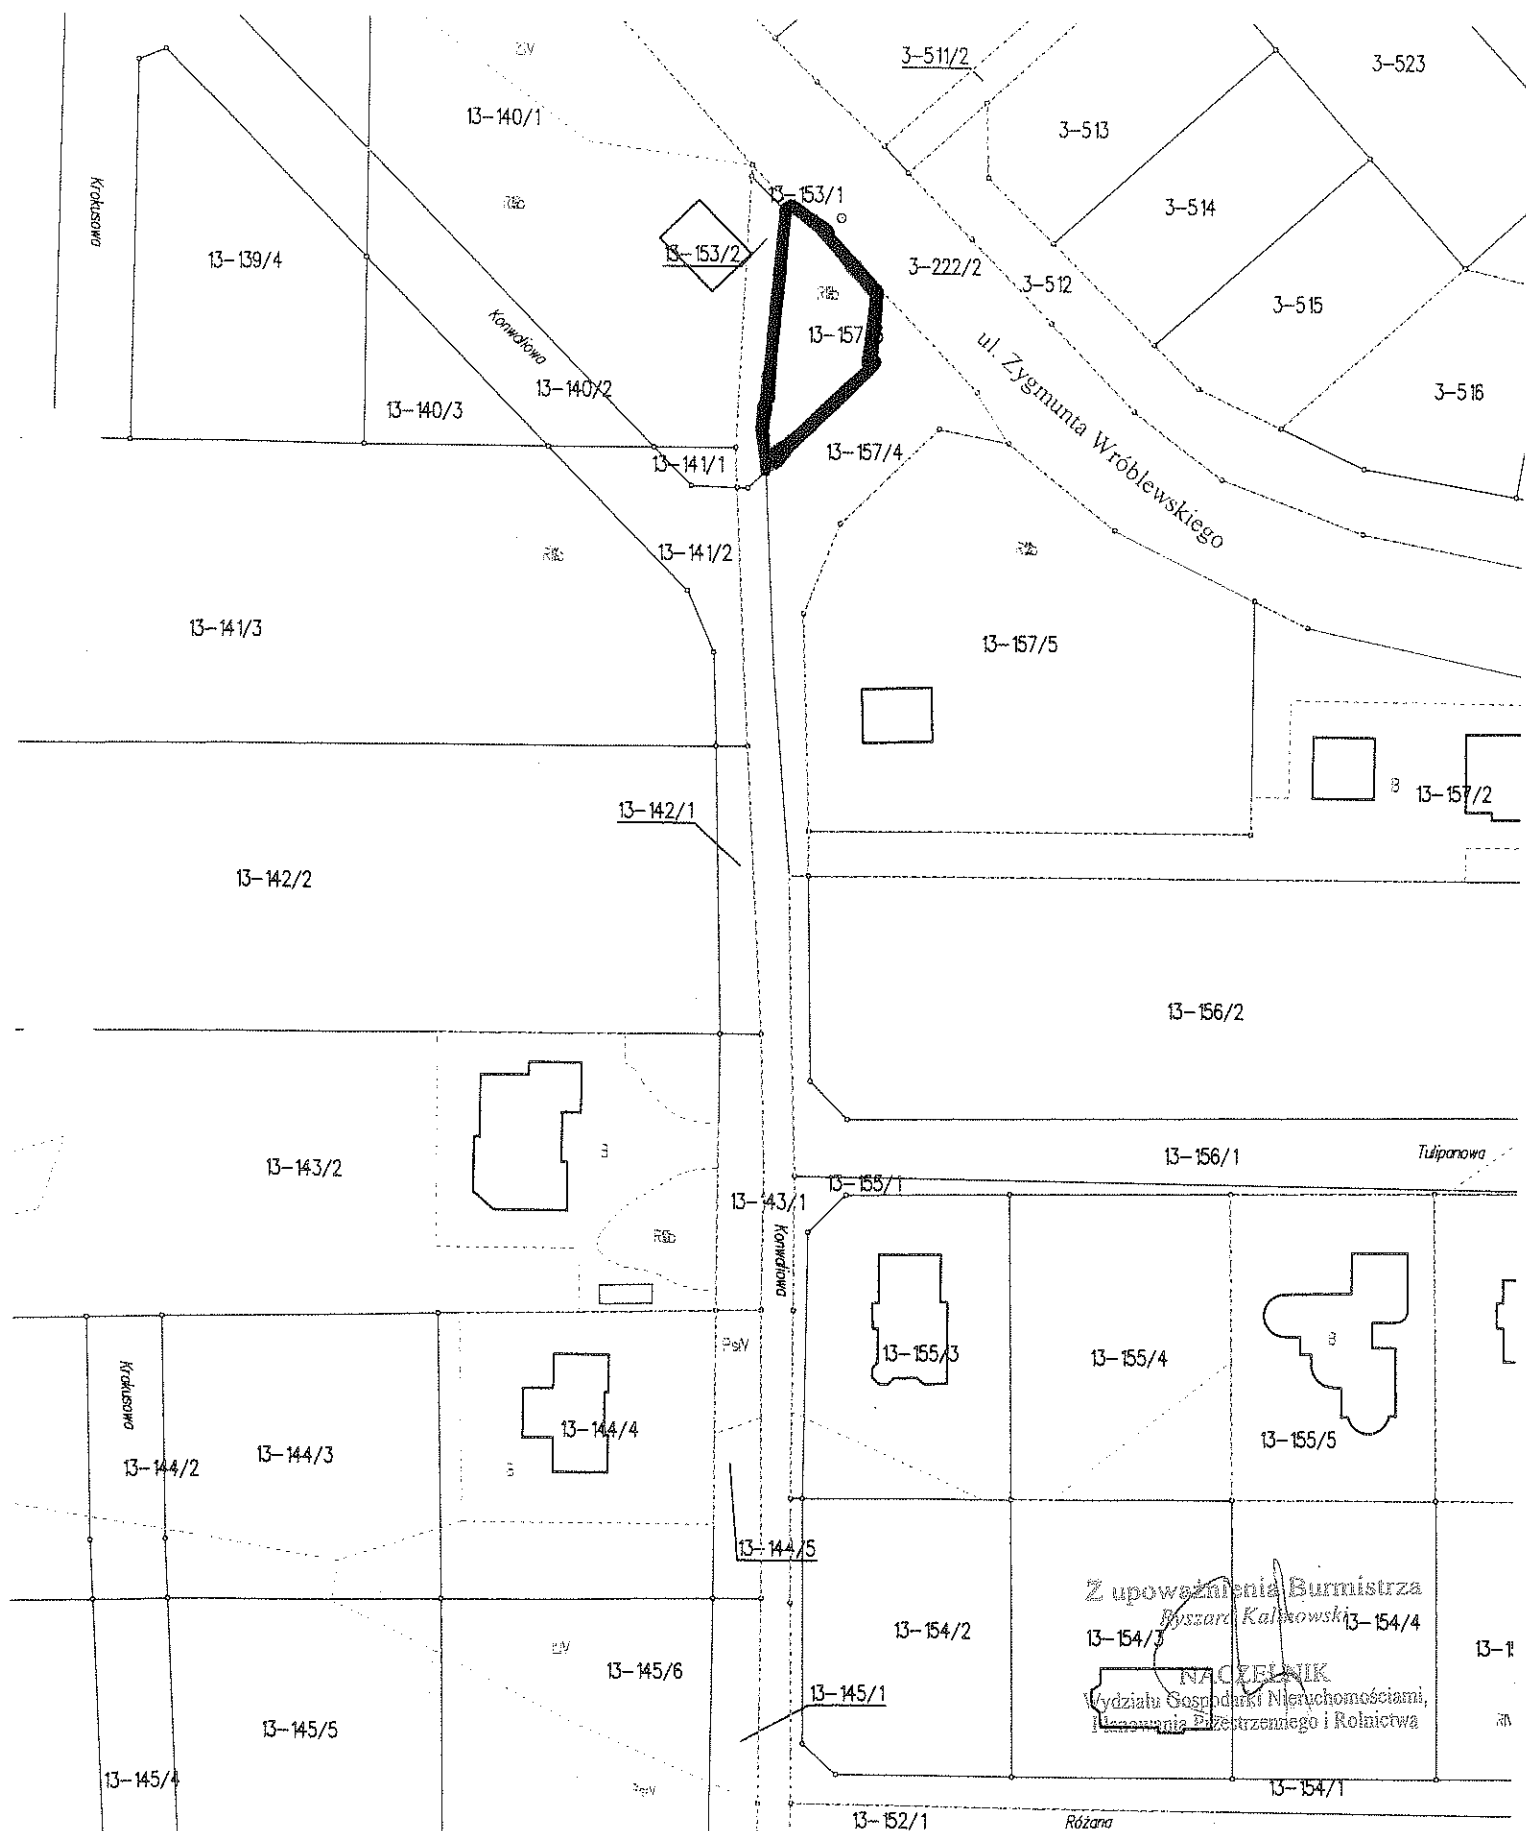 3-511/2
3-523
ŁIV
13-140/1
3-513
RIIIb
13-153/1
3-514
Krokusowa
13-139/4
13-153/2
3-222/2
3-512
RIIIb
13-157
3-515
Konwaliowa
ul. Zygmunta Wróblewskiego
13-140/2
13-140/3
3-516
13-141/1
13-157/4
13-141/2
RIIIb
RIIIb
13-141/3
13-157/5
B
13-157/2
13-142/1
13-142/2
13-156/2
13-143/2
B
13-156/1
Tulipanowa
13-155/1
13-143/1
RIIIb
Konwaliowa
PsIV
13-155/3
13-155/4
B
Krokusowa
13-144/4
13-155/5
13-144/3
13-144/2
B
13-144/5
Z upoważnienia Burmistrza
Ryszard Kalinowski
13-154/2
13-154/3
13-154/4
13-1
13-145/6
NACZELNIK
13-145/1
Wydziału Gospodarki Nieruchomościami,
Planowania Przestrzennego i Rolnictwa
13-145/5
13-145/4
PsIV
13-154/1
13-152/1
Różana